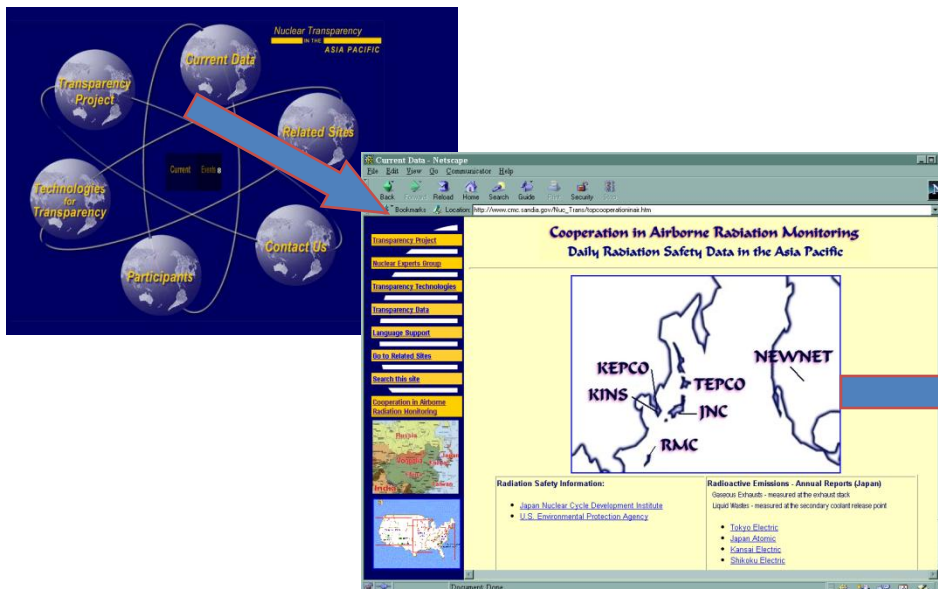 Nuclear Transparency
IN THE
ASIA PACIFIC
Current Data
Transparency
Project
Related Sites
Current Events
Technologies
for
Transparency
Contact Us
Participants
Current Data - Netscape
File Edit View Go Communicator Help
Back Forward Reload Home Search Guide Print Security Stop
Bookmarks Location: http://www.cmc.sandia.gov/Nuc_Trans/topcooperationinair.htm
Transparency Project
Nuclear Experts Group
Transparency Technologies
Transparency Data
Language Support
Go to Related Sites
Search this site
Cooperation in Airborne
Radiation Monitoring
Russia
India
Taiwan
Cooperation in Airborne Radiation Monitoring
Daily Radiation Safety Data in the Asia Pacific
KEPCO
KINS
TEPCO
JNC
RMC
NEWNET
Radiation Safety Information:
Japan Nuclear Cycle Development Institute
U.S. Environmental Protection Agency
Radioactive Emissions - Annual Reports (Japan)
Gaseous Exhausts - measured at the exhaust stack
Liquid Wastes - measured at the secondary coolant release point
Tokyo Electric
Japan Atomic
Kansai Electric
Shikoku Electric
Document: Done